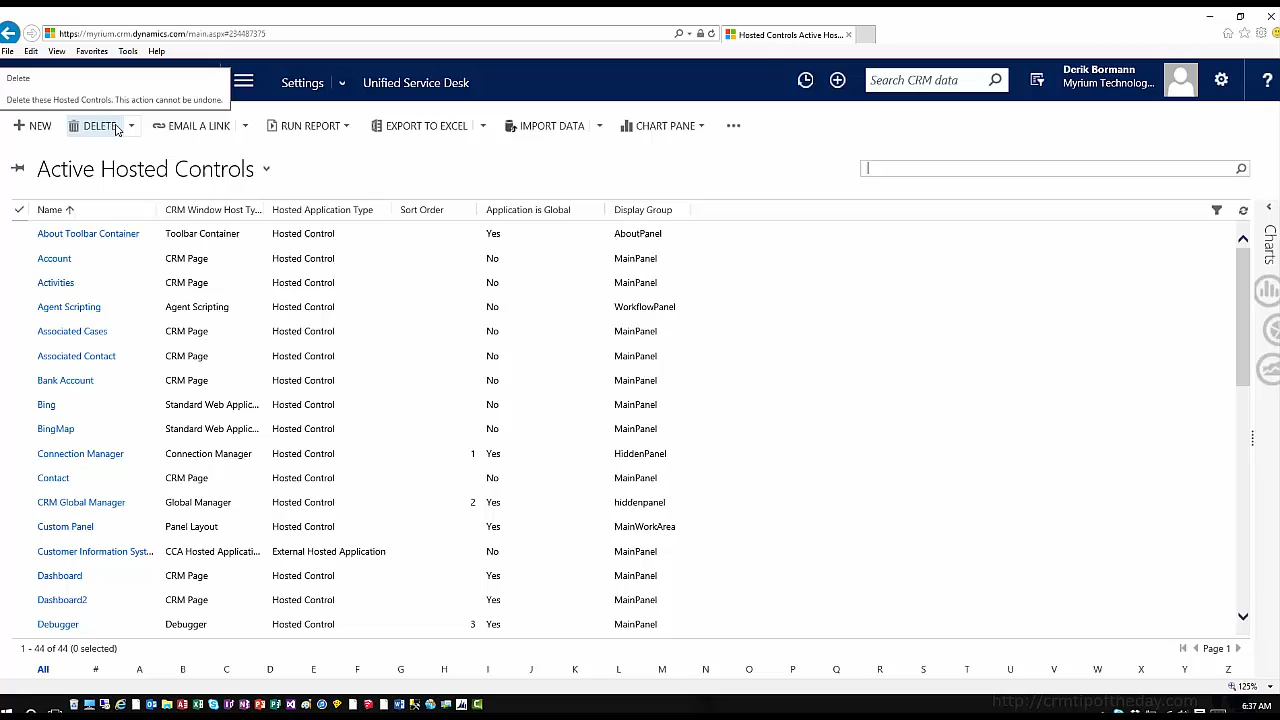 https://myrium.crm.dynamics.com/main.aspx#234487375
Hosted Controls Active Hos...
File Edit View Favorites Tools Help
Delete
Delete these Hosted Controls. This action cannot be undone.
Settings Unified Service Desk
Search CRM data
Derik Bormann
Myrium Technolog...
?
NEW DELETE EMAIL A LINK RUN REPORT EXPORT TO EXCEL IMPORT DATA CHART PANE ...
Active Hosted Controls
Name CRM Window Host Ty... Hosted Application Type Sort Order Application is Global Display Group
About Toolbar Container Toolbar Container Hosted Control Yes AboutPanel
Account CRM Page Hosted Control No MainPanel
Activities CRM Page Hosted Control No MainPanel
Agent Scripting Agent Scripting Hosted Control No WorkflowPanel
Associated Cases CRM Page Hosted Control No MainPanel
Associated Contact CRM Page Hosted Control No MainPanel
Bank Account CRM Page Hosted Control No MainPanel
Bing Standard Web Applic... Hosted Control No MainPanel
BingMap Standard Web Applic... Hosted Control No MainPanel
Connection Manager Connection Manager Hosted Control 1 Yes HiddenPanel
Contact CRM Page Hosted Control No MainPanel
CRM Global Manager Global Manager Hosted Control 2 Yes hiddenpanel
Custom Panel Panel Layout Hosted Control Yes MainWorkArea
Customer Information Syst... CCA Hosted Applicati... External Hosted Application No MainPanel
Dashboard CRM Page Hosted Control Yes MainPanel
Dashboard2 CRM Page Hosted Control Yes MainPanel
Debugger Debugger Hosted Control 3 Yes MainPanel
Charts
1 - 44 of 44 (0 selected) Page 1
All # A B C D E F G H I J K L M N O P Q R S T U V W X Y Z
125%
http://crmtipoftheday.com
6:37 AM